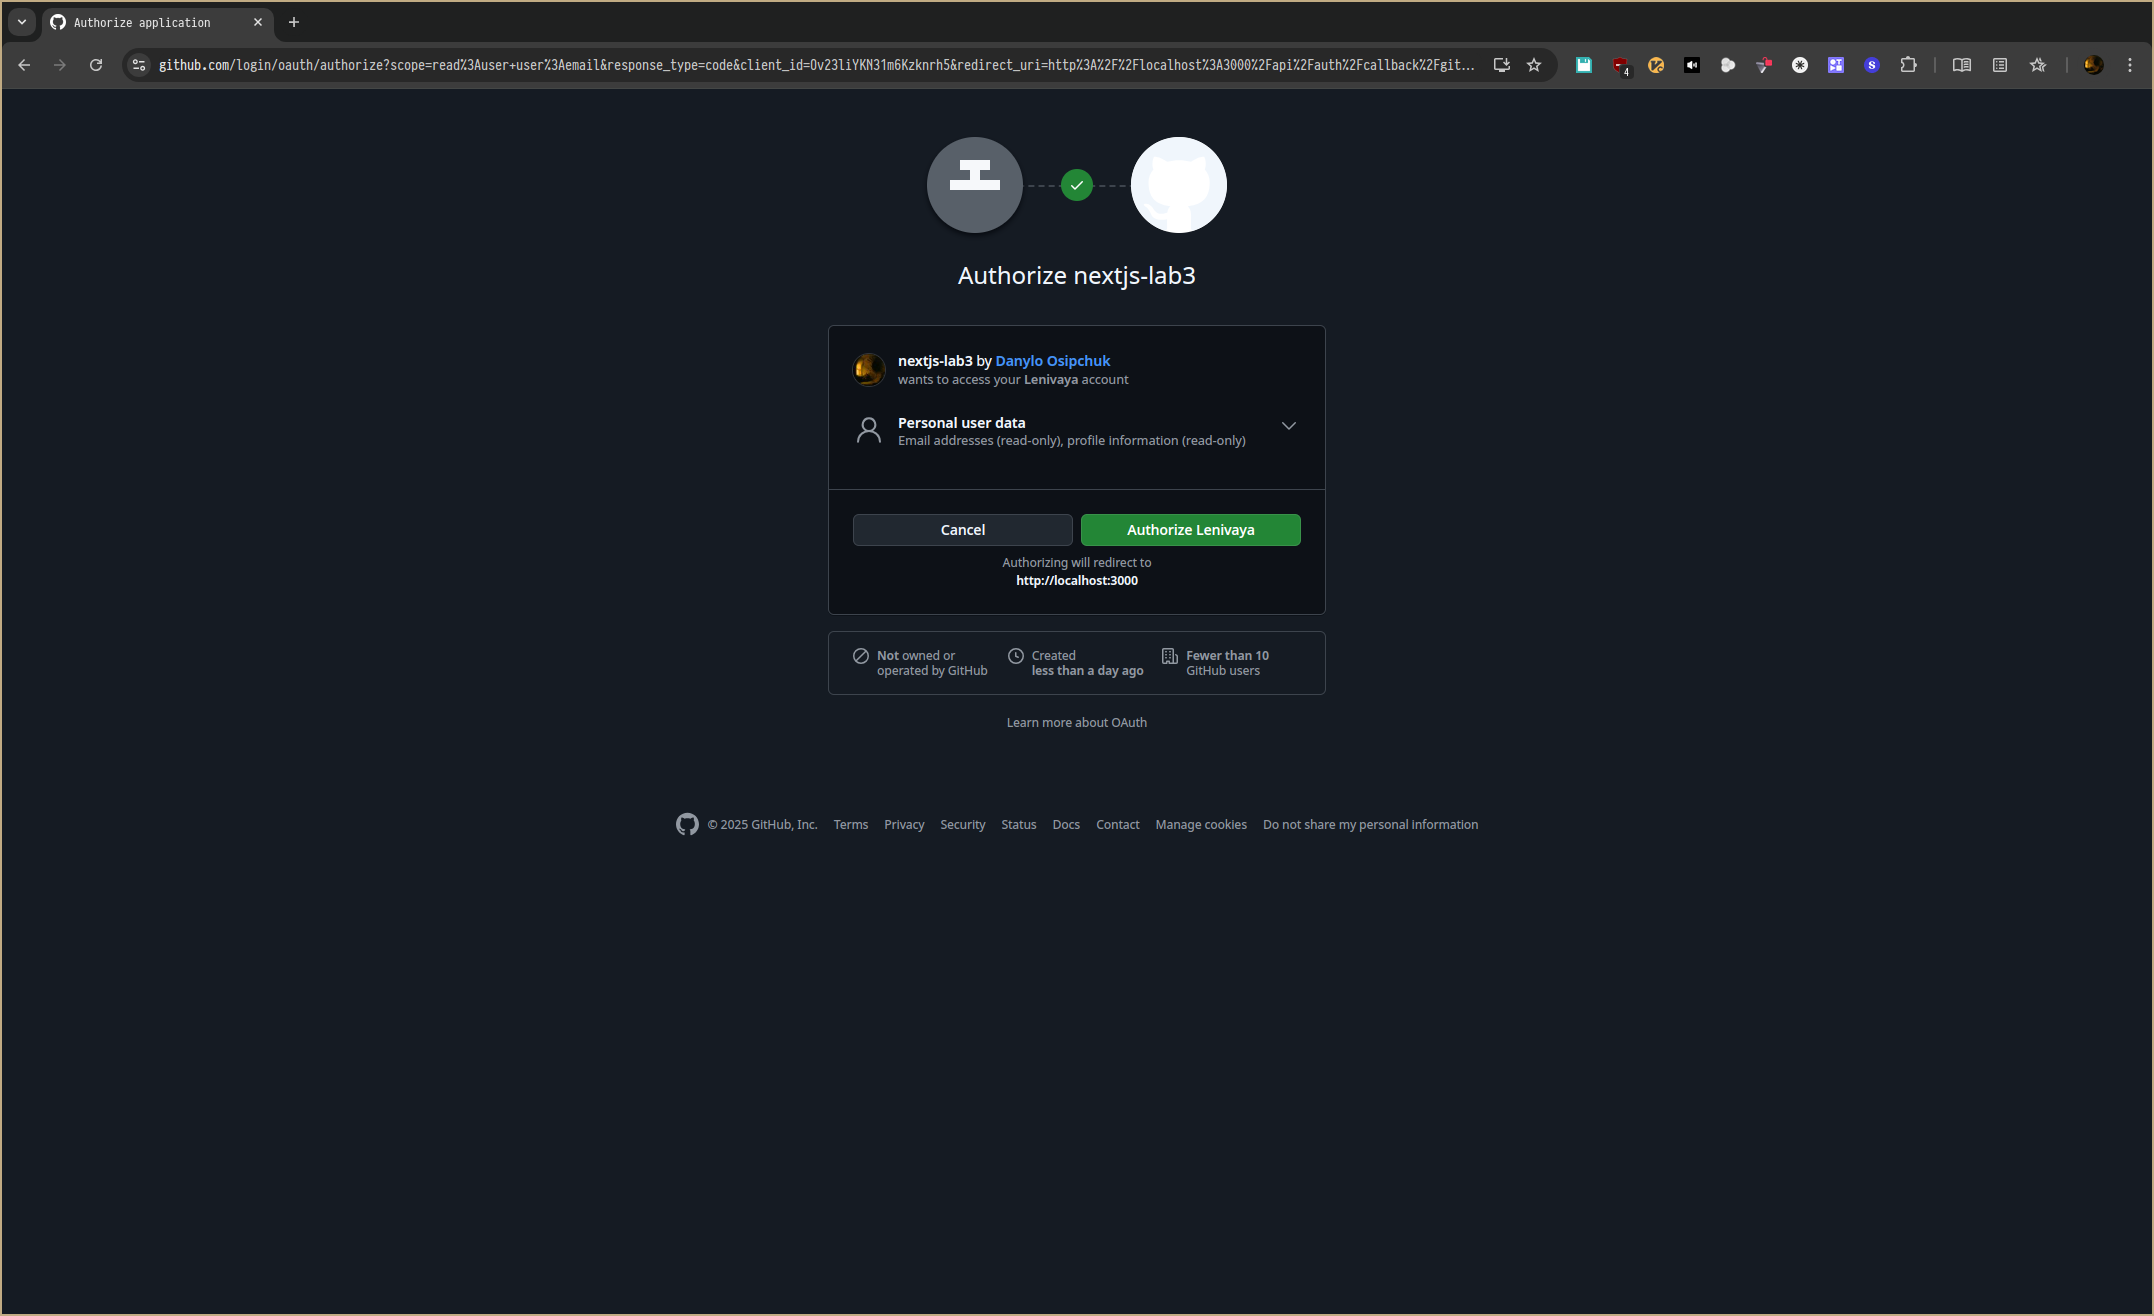 Authorize application
github.com/login/oauth/authorize?scope=read%3Auser+user%3Aemail&response_type=code&client_id=Ov23liYKN31m6Kzknrh5&redirect_uri=http%3A%2F%2Flocalhost%3A3000%2Fapi%2Fauth%2Fcallback%2Fgit...
4
S
Authorize nextjs-lab3
nextjs-lab3 by Danylo Osipchuk
wants to access your Lenivaya account
Personal user data
Email addresses (read-only), profile information (read-only)
Cancel
Authorize Lenivaya
Authorizing will redirect to
http://localhost:3000
Not owned or
operated by GitHub
Created
less than a day ago
Fewer than 10
GitHub users
Learn more about OAuth
© 2025 GitHub, Inc. Terms Privacy Security Status Docs Contact Manage cookies Do not share my personal information